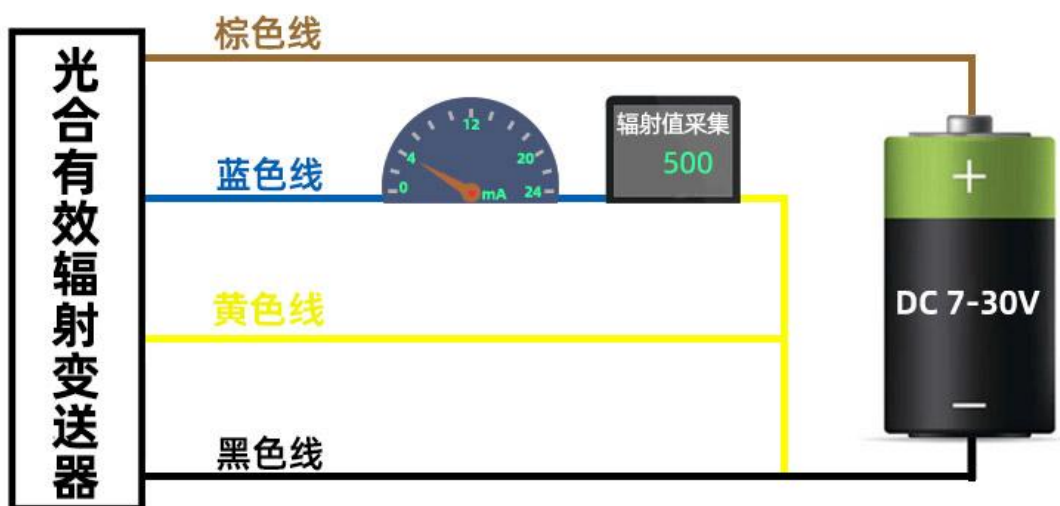 光合有效辐射变送器
棕色线
蓝色线
0
4
12
20
24
mA
辐射值采集
500
黄色线
黑色线
+
DC 7-30V
—